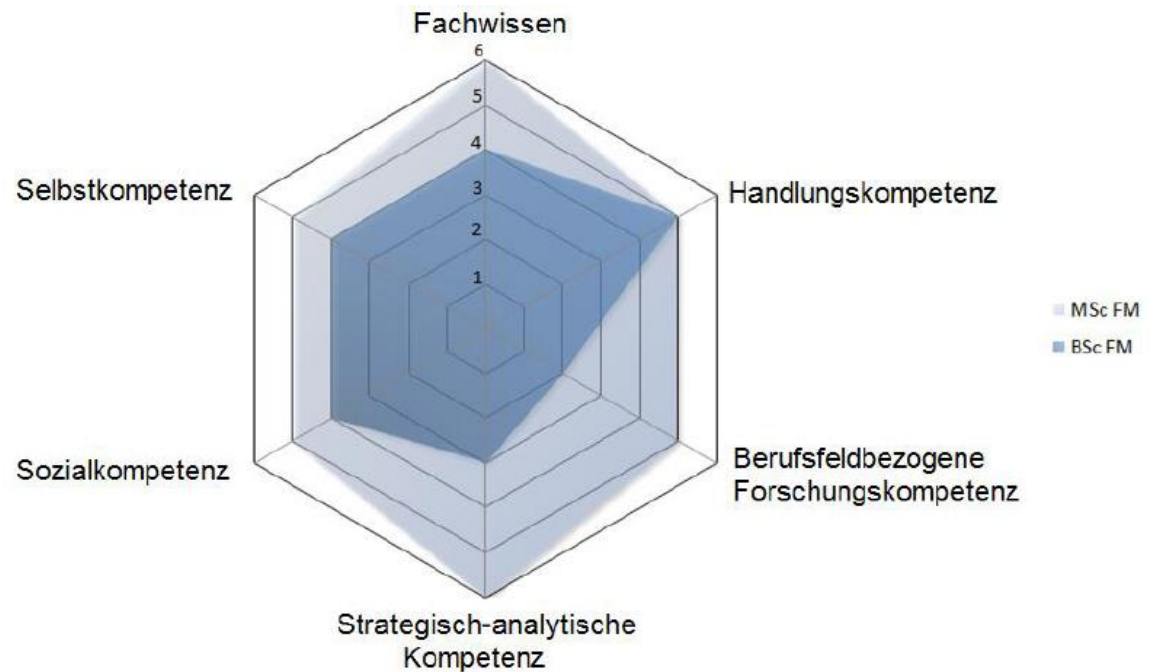 Fachwissen
6
5
4
3
2
1
Selbstkompetenz
Handlungskompetenz
MSc FM
BSc FM
Sozialkompetenz
Berufsfeldbezogene
Forschungskompetenz
Strategisch-analytische
Kompetenz